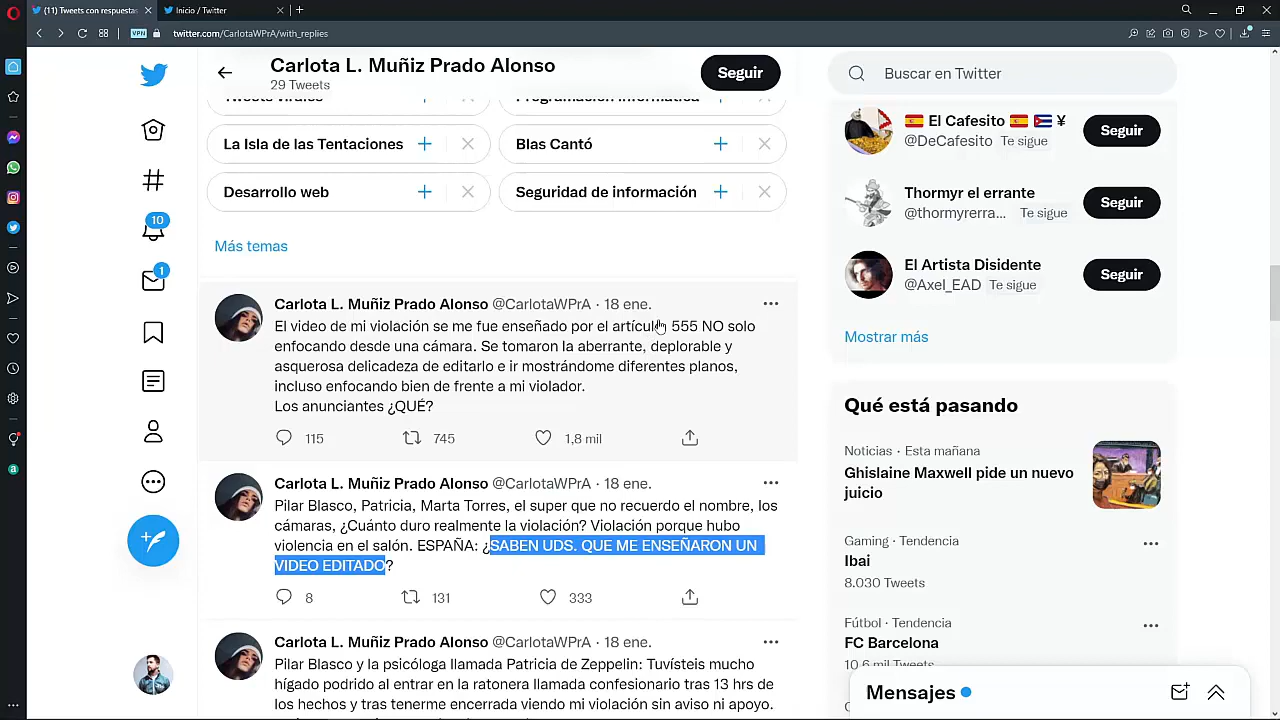 (11) Tweets con respuestas
Inicio / Twitter
VPN
twitter.com/CarlotaWPrA/with_replies
Carlota L. Muñiz Prado Alonso
29 Tweets
Seguir
Buscar en Twitter
Tweets virales
Programación informática
La Isla de las Tentaciones
Blas Cantó
Desarrollo web
Seguridad de información
Más temas
10
1
Carlota L. Muñiz Prado Alonso @CarlotaWPrA · 18 ene.
El video de mi violación se me fue enseñado por el artículo 555 NO solo
enfocando desde una cámara. Se tomaron la aberrante, deplorable y
asquerosa delicadeza de editarlo e ir mostrándome diferentes planos,
incluso enfocando bien de frente a mi violador.
Los anunciantes ¿QUÉ?
115 745 1,8 mil
Carlota L. Muñiz Prado Alonso @CarlotaWPrA · 18 ene.
Pilar Blasco, Patricia, Marta Torres, el super que no recuerdo el nombre, los
cámaras, ¿Cuánto duro realmente la violación? Violación porque hubo
violencia en el salón. ESPAÑA: ¿SABEN UDS. QUE ME ENSEÑARON UN
VIDEO EDITADO?
8 131 333
Carlota L. Muñiz Prado Alonso @CarlotaWPrA · 18 ene.
Pilar Blasco y la psicóloga llamada Patricia de Zeppelin: Tuvísteis mucho
hígado podrido al entrar en la ratonera llamada confesionario tras 13 hrs de
los hechos y tras tenerme encerrada viendo mi violación sin aviso ni apoyo.
El Cafesito ¥
@DeCafesito Te sigue
Seguir
Thormyr el errante
@thormyrerra... Te sigue
Seguir
El Artista Disidente
@Axel_EAD Te sigue
Seguir
Mostrar más
Qué está pasando
Noticias · Esta mañana
Ghislaine Maxwell pide un nuevo
juicio
Gaming · Tendencia
Ibai
8.030 Tweets
Fútbol · Tendencia
FC Barcelona
10,6 mil Tweets
Mensajes